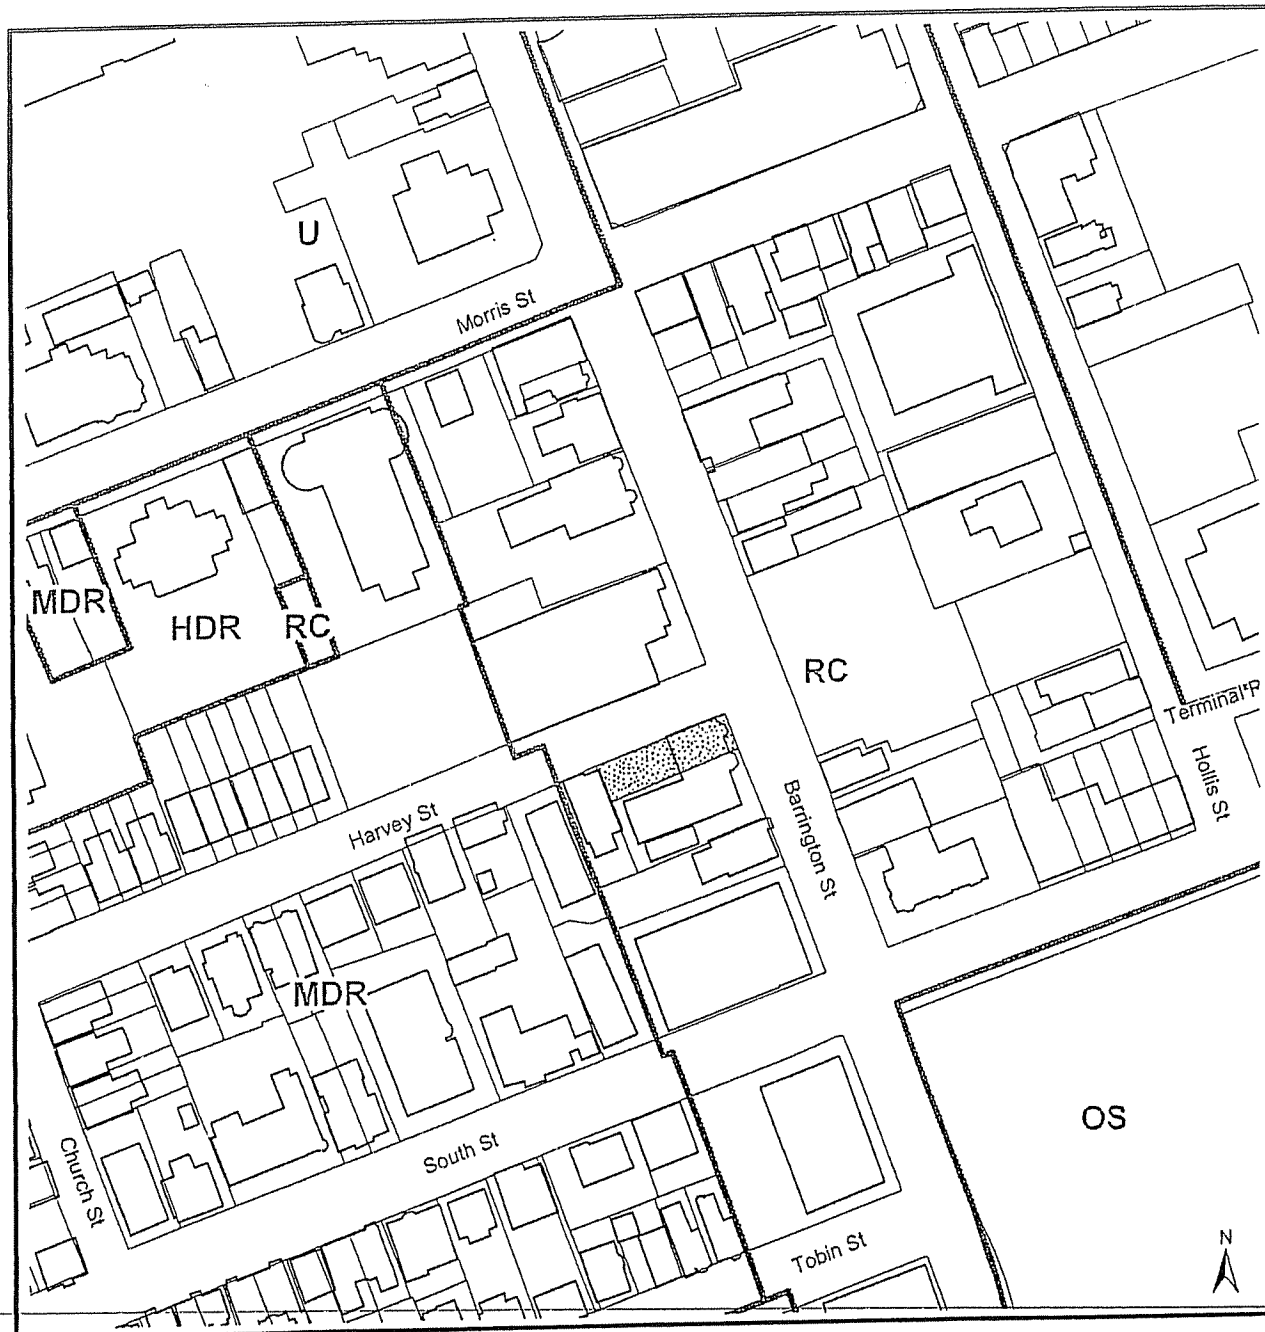 U
Morris St
MDR
HDR
RC
RC
Terminal R
Hollis St
Barrington St
Harvey St
MDR
OS
South St
Church St
Tobin St
N